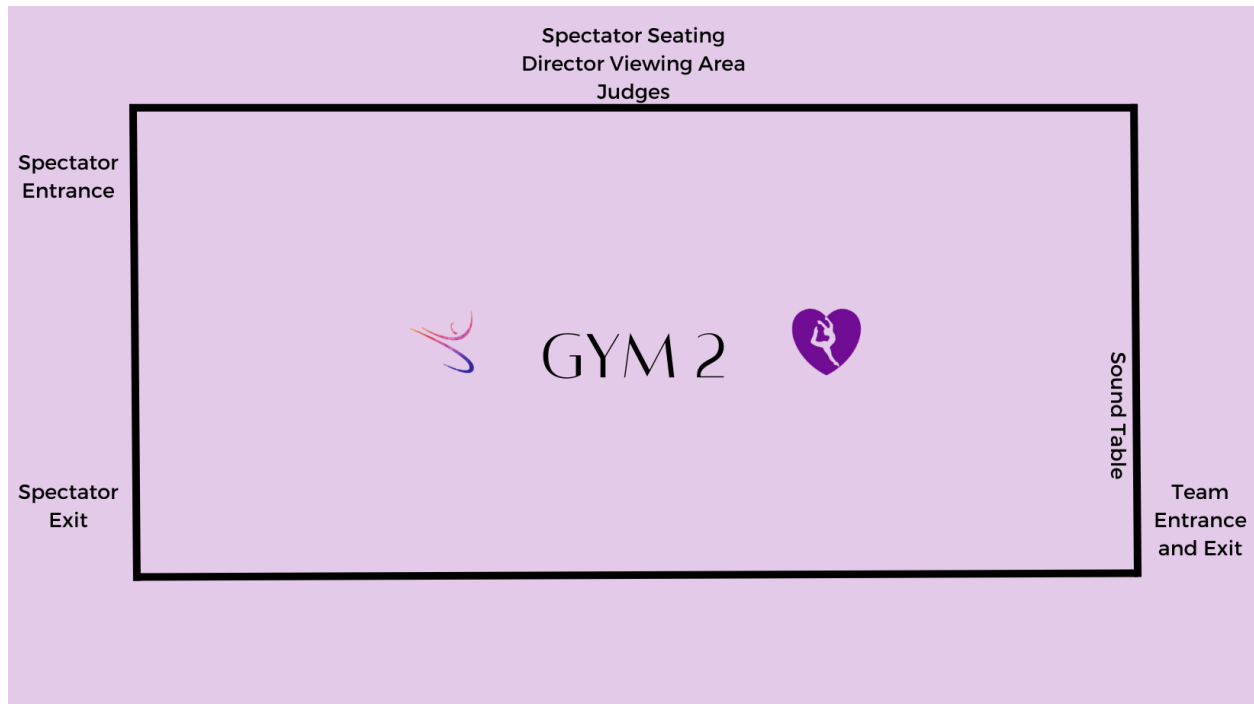 Spectator Seating
Director Viewing Area
Judges
Spectator
Entrance
GYM 2
Sound Table
Spectator
Exit
Team
Entrance
and Exit